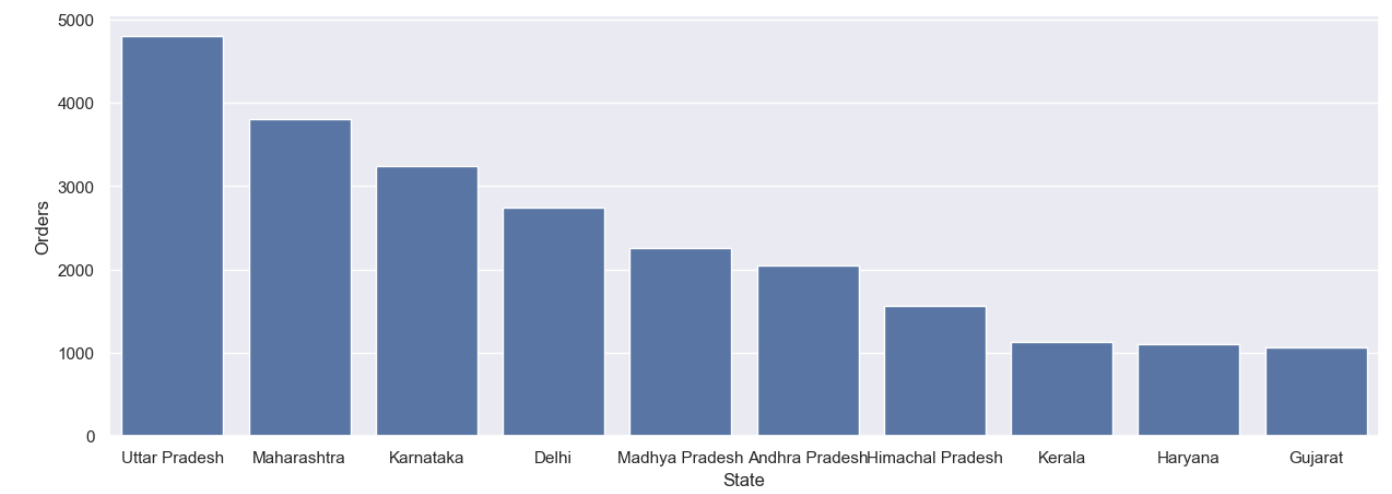 5000
4000
3000
2000
1000
0
Orders
Uttar Pradesh Maharashtra Karnataka Delhi Madhya Pradesh Andhra Pradesh Himachal Pradesh Kerala Haryana Gujarat
State